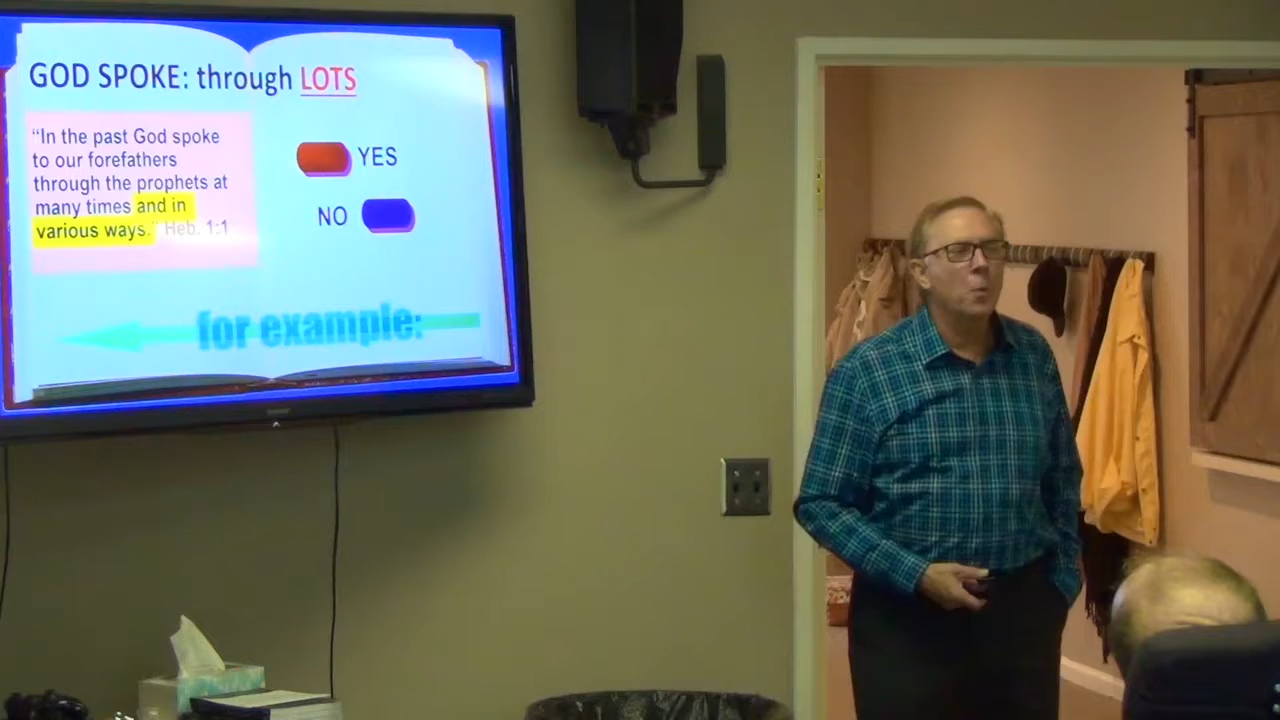 GOD SPOKE: through LOTS
“In the past God spoke
to our forefathers
through the prophets at
many times and in
various ways.” Heb. 1:1
YES
NO
for example: